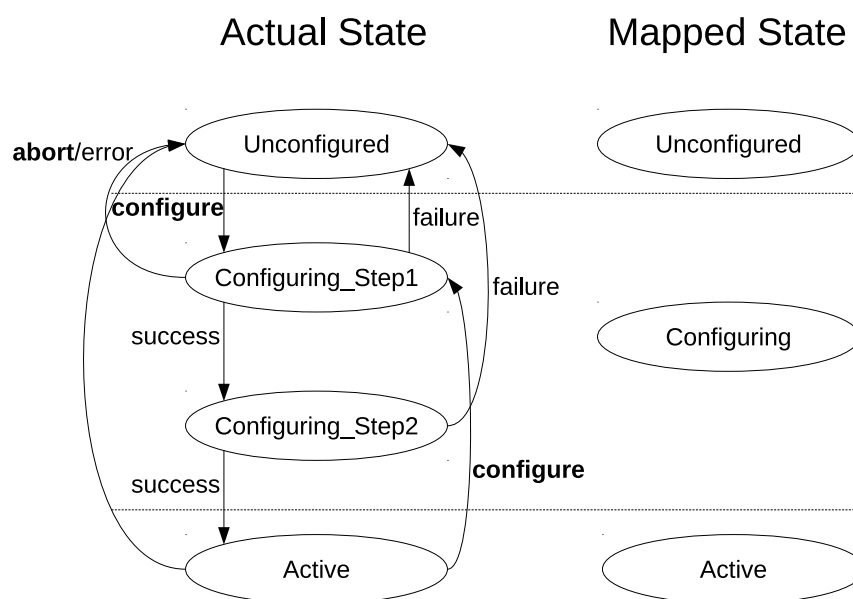 Actual State
Mapped State
Unconfigured
Unconfigured
abort/error
configure
failure
Configuring_Step1
failure
success
Configuring
Configuring_Step2
configure
success
Active
Active